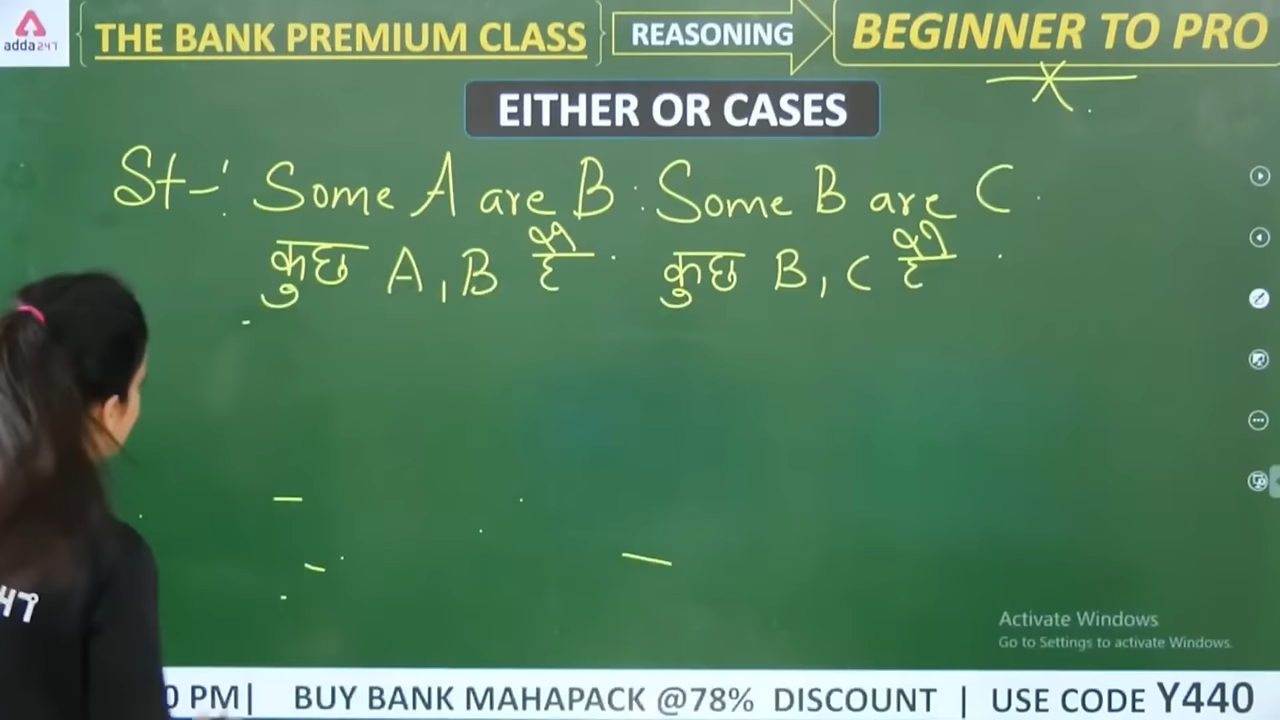 adda247
THE BANK PREMIUM CLASS
REASONING
BEGINNER TO PRO
EITHER OR CASES
St-: Some A are B. Some B are C.
कुछ A, B हैं. कुछ B, C हैं.
47
Activate Windows
Go to Settings to activate Windows.
0 PM| BUY BANK MAHAPACK @78% DISCOUNT | USE CODE Y440